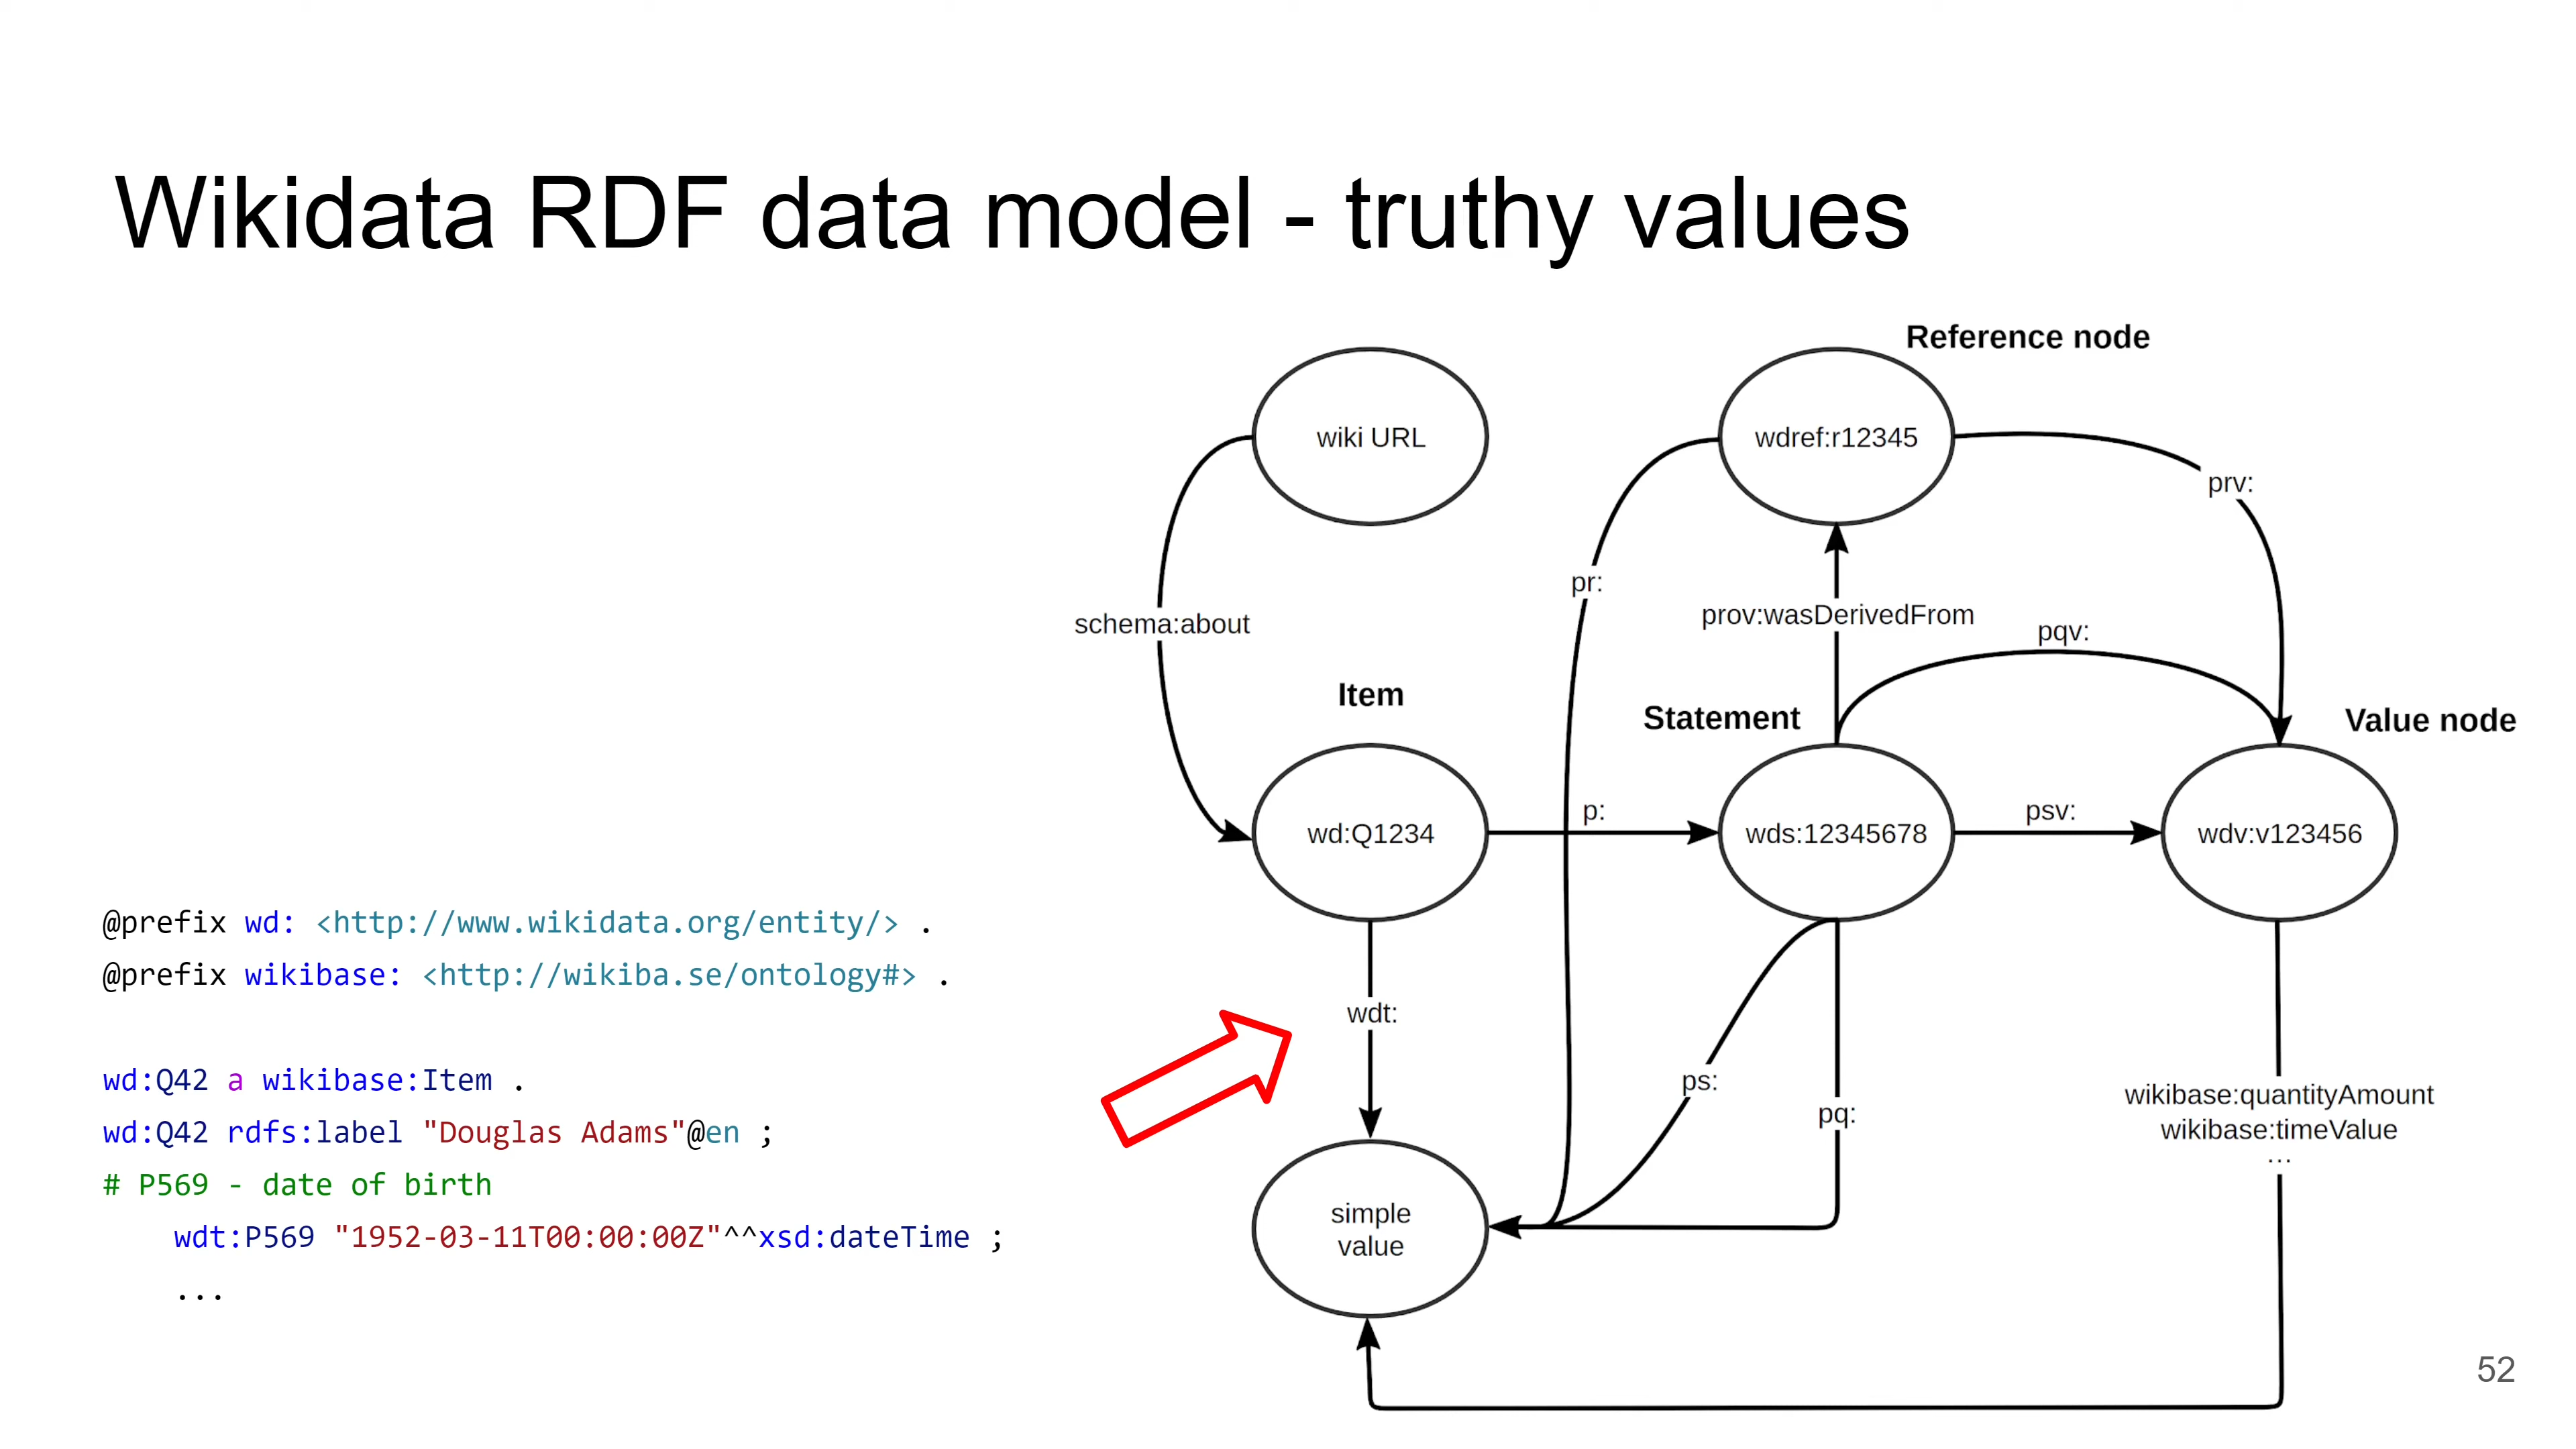 Wikidata RDF data model - truthy values
Reference node
wiki URL
wdref:r12345
prv:
pr:
prov:wasDerivedFrom
schema:about
pqv:
Item
Statement
Value node
p:
psv:
wd:Q1234
wds:12345678
wdv:v123456
@prefix wd: <http://www.wikidata.org/entity/> .
@prefix wikibase: <http://wikiba.se/ontology#> .
wdt:
wd:Q42 a wikibase:Item .
ps:
pq:
wikibase:quantityAmount
wikibase:timeValue
...
wd:Q42 rdfs:label "Douglas Adams"@en ;
# P569 - date of birth
wdt:P569 "1952-03-11T00:00:00Z"^^xsd:dateTime ;
...
simple
value
52